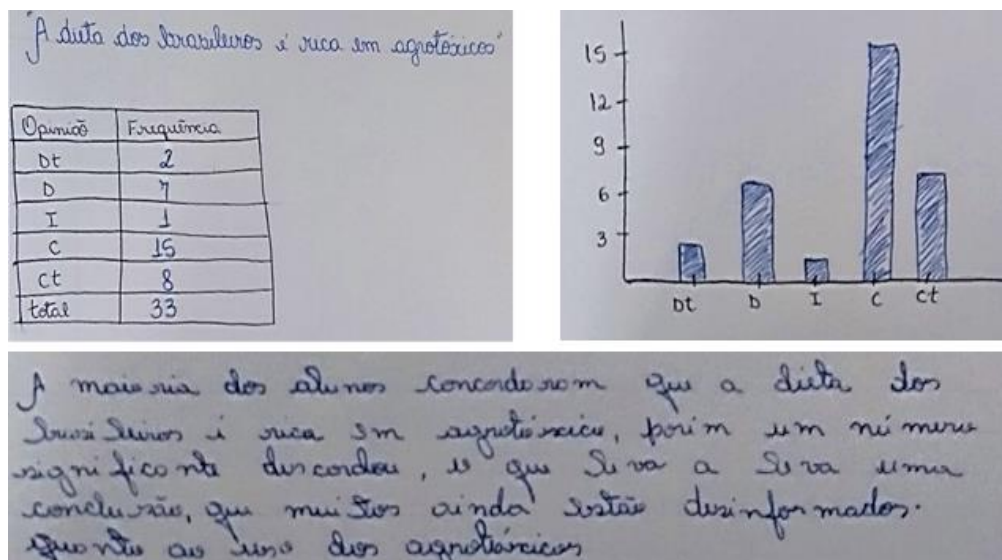 "A dieta dos brasileiros é rica em agrotóxicos"
Opinião Frequência
Dt 2
D 7
I 1
C 15
Ct 8
total 33
15
12
9
6
3
Dt D I C Ct
A maioria dos alunos concordaram que a dieta dos
brasileiros é rica em agrotóxico, porém um número
significante discordou, o que leva a leva uma
conclusão, que muitos ainda estão desinformados.
quanto ao uso dos agrotóxicos